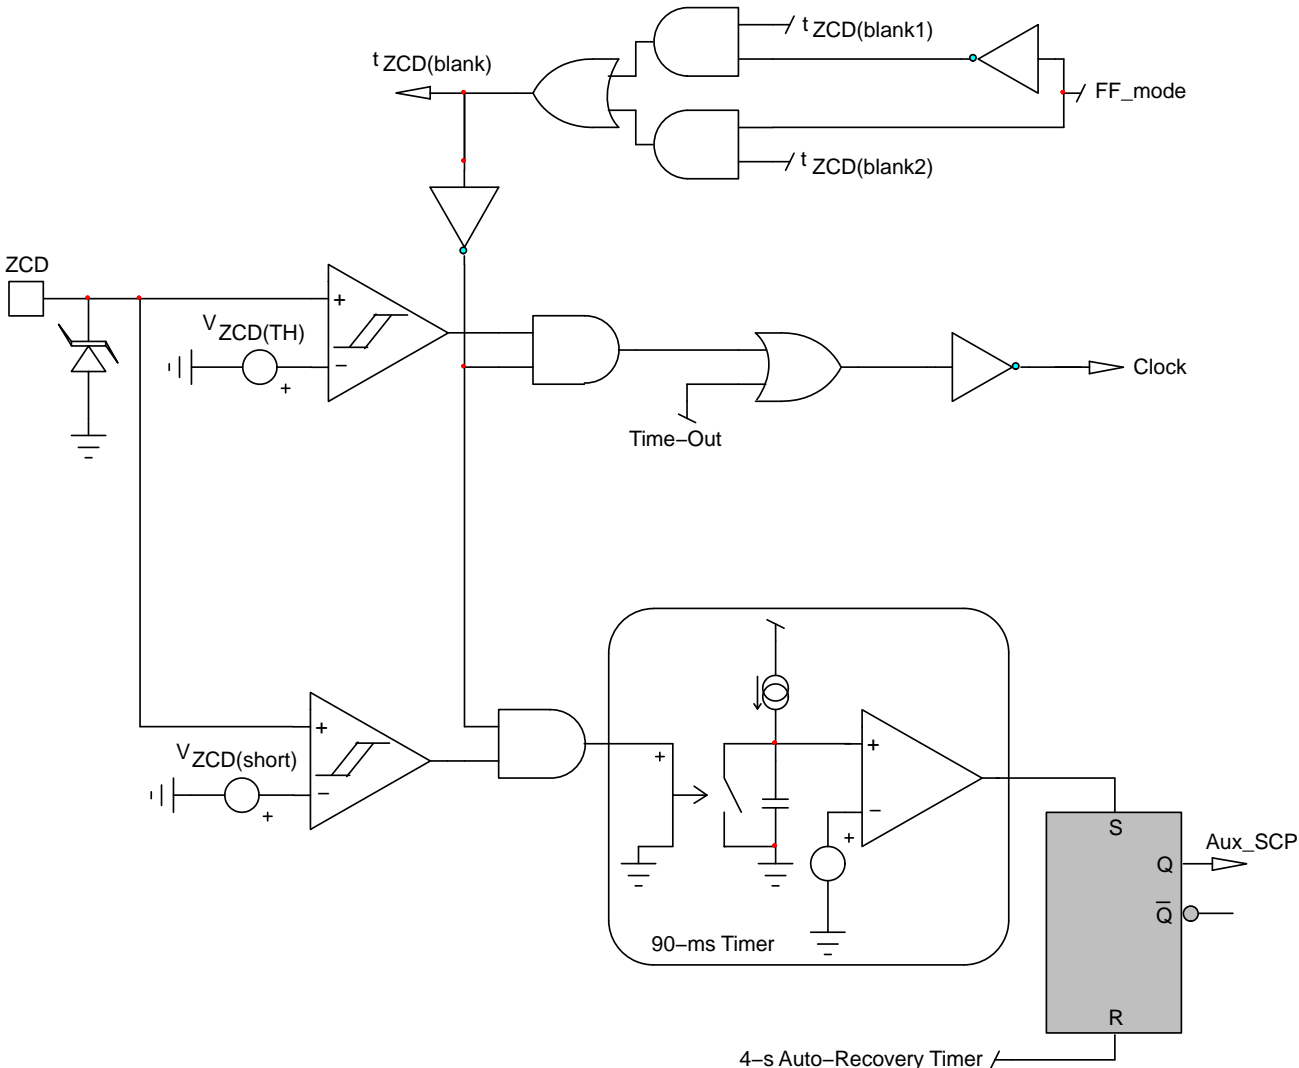 t ZCD(blank1)
t ZCD(blank)
FF_mode
t ZCD(blank2)
ZCD
+
V ZCD(TH)
−
+
Clock
Time−Out
+
V ZCD(short)
−
+
+
+
−
+
90−ms Timer
S
Q
Aux_SCP
Q̅
R
4−s Auto−Recovery Timer